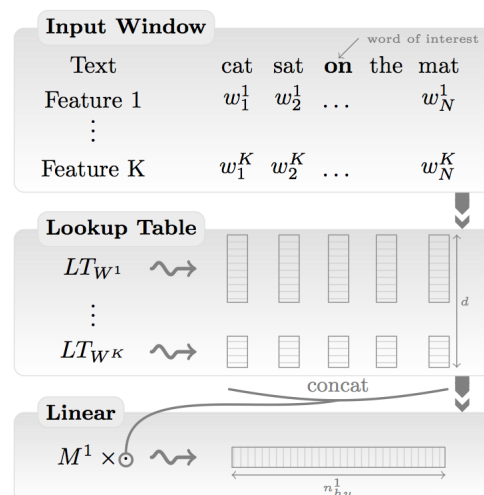 Input Window
word of interest
Text cat sat on the mat
Feature 1 w_1^1 w_2^1 ... w_N^1
⋮
Feature K w_1^K w_2^K ... w_N^K
Lookup Table
LT_{W^1}
d
⋮
LT_{W^K}
concat
Linear
M^1 × ⊙
n_{hu}^1